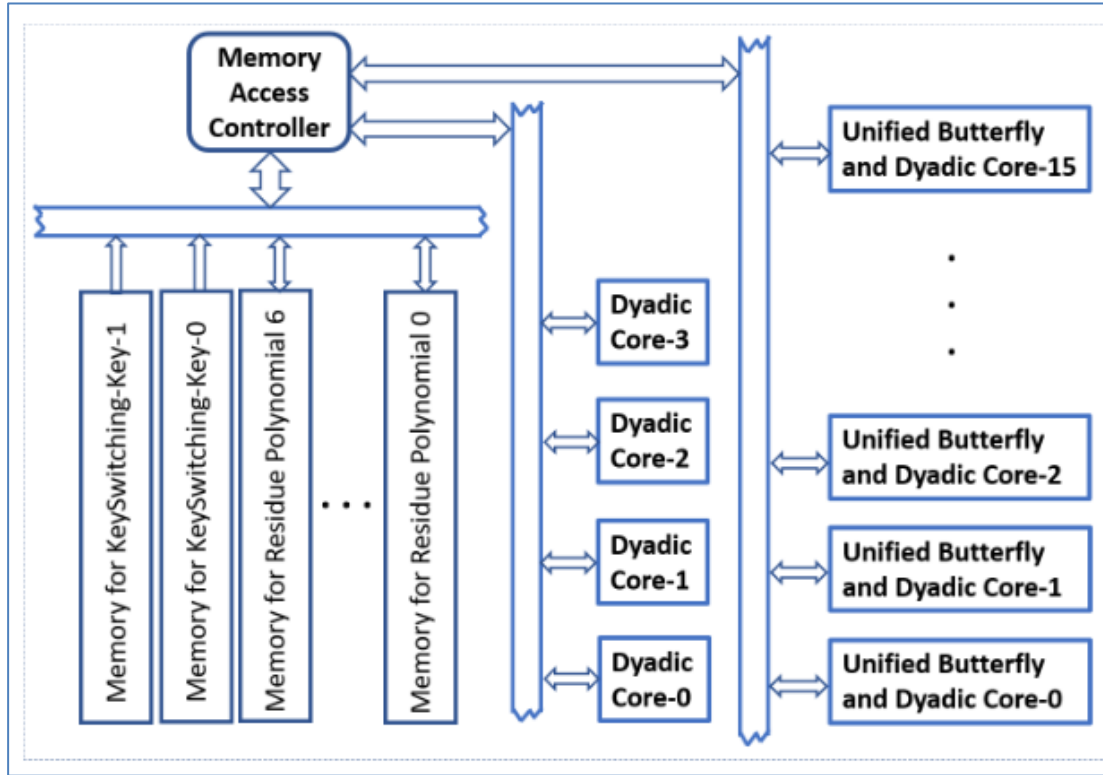 Memory
Access
Controller
Memory for KeySwitching-Key-1
Memory for KeySwitching-Key-0
Memory for Residue Polynomial 6
. . .
Memory for Residue Polynomial 0
Dyadic
Core-3
Dyadic
Core-2
Dyadic
Core-1
Dyadic
Core-0
Unified Butterfly
and Dyadic Core-15
.
.
.
Unified Butterfly
and Dyadic Core-2
Unified Butterfly
and Dyadic Core-1
Unified Butterfly
and Dyadic Core-0